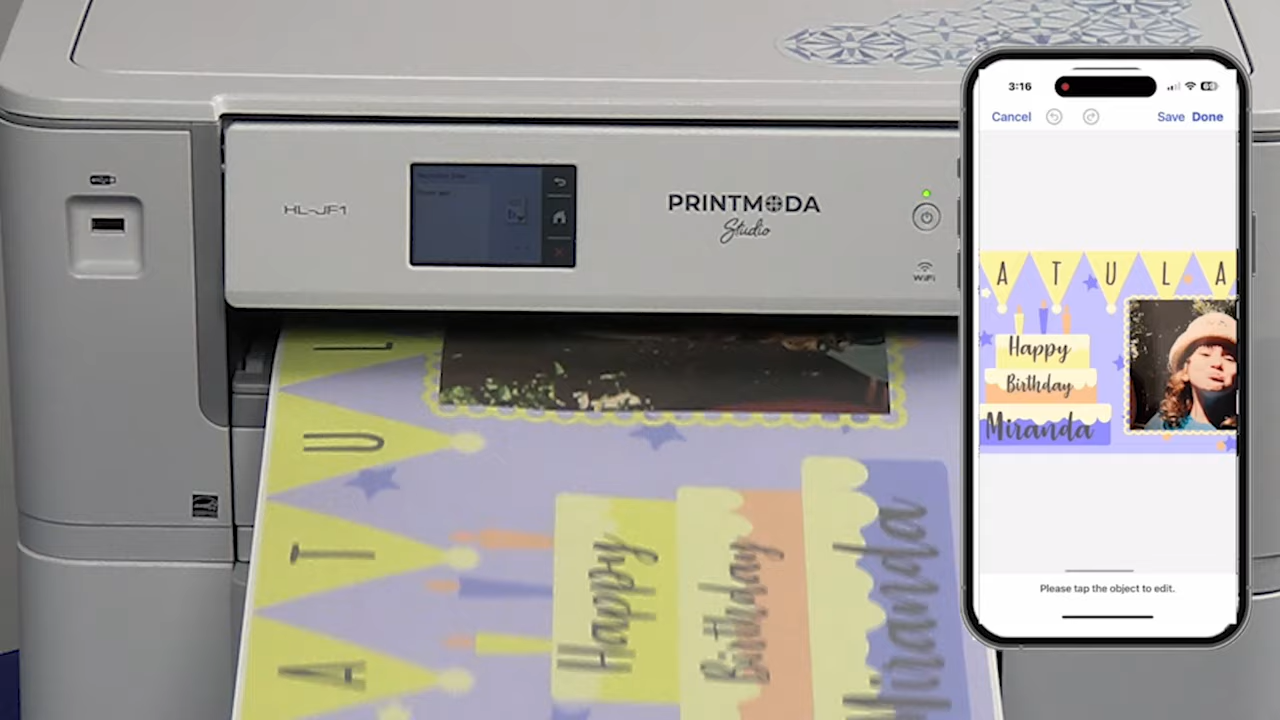 HL-JF1
PRINTMODA
Studio
WiFi
L
U
T
A
Happy
Birthday
Miranda
3:16
Cancel
Save Done
A T U L A
Happy
Birthday
Miranda
Please tap the object to edit.